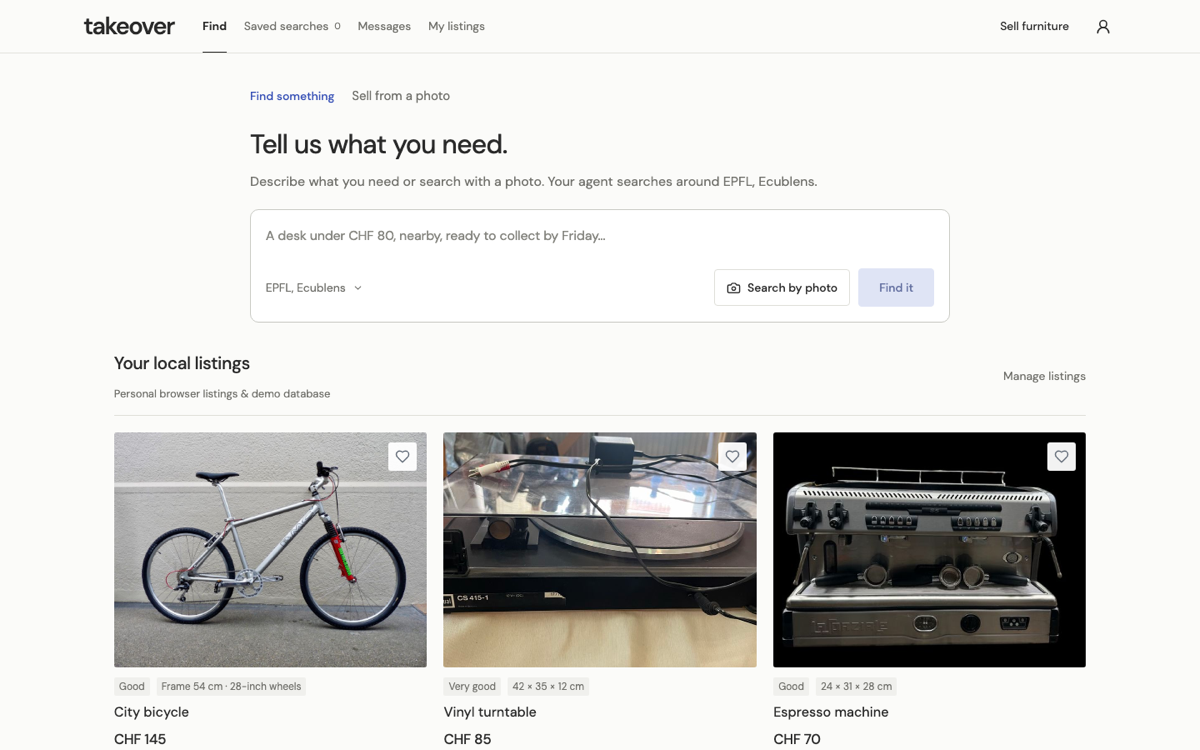 takeover
Find
Saved searches 0
Messages
My listings
Sell furniture
Find something
Sell from a photo
Tell us what you need.
Describe what you need or search with a photo. Your agent searches around EPFL, Ecublens.
A desk under CHF 80, nearby, ready to collect by Friday...
EPFL, Ecublens
Search by photo
Find it
Your local listings
Personal browser listings & demo database
Manage listings
CS 415-1
Good
Frame 54 cm · 28-inch wheels
City bicycle
CHF 145
Very good
42 × 35 × 12 cm
Vinyl turntable
CHF 85
Good
24 × 31 × 28 cm
Espresso machine
CHF 70